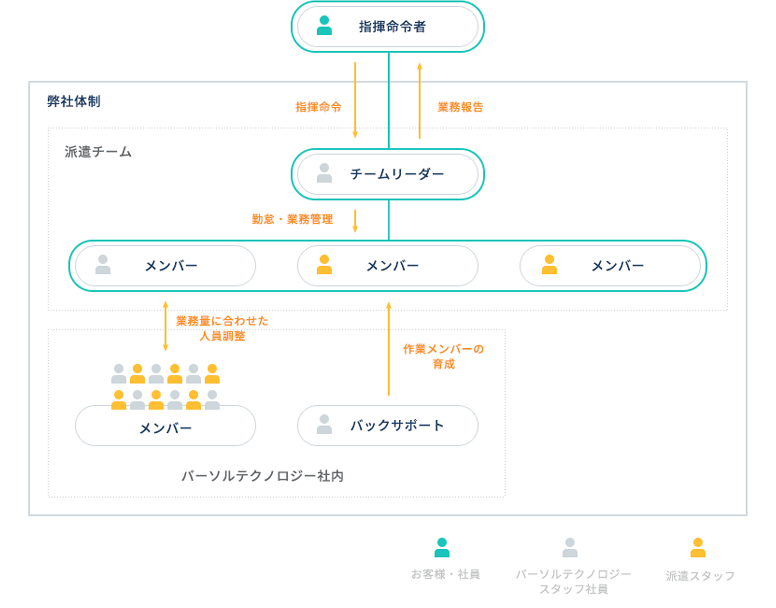 指揮命令者
弊社体制
指揮命令
業務報告
派遣チーム
チームリーダー
勤怠・業務管理
メンバー
メンバー
メンバー
業務量に合わせた
人員調整
作業メンバーの
育成
メンバー
バックサポート
パーソルテクノロジー社内
お客様・社員
パーソルテクノロジー
スタッフ社員
派遣スタッフ